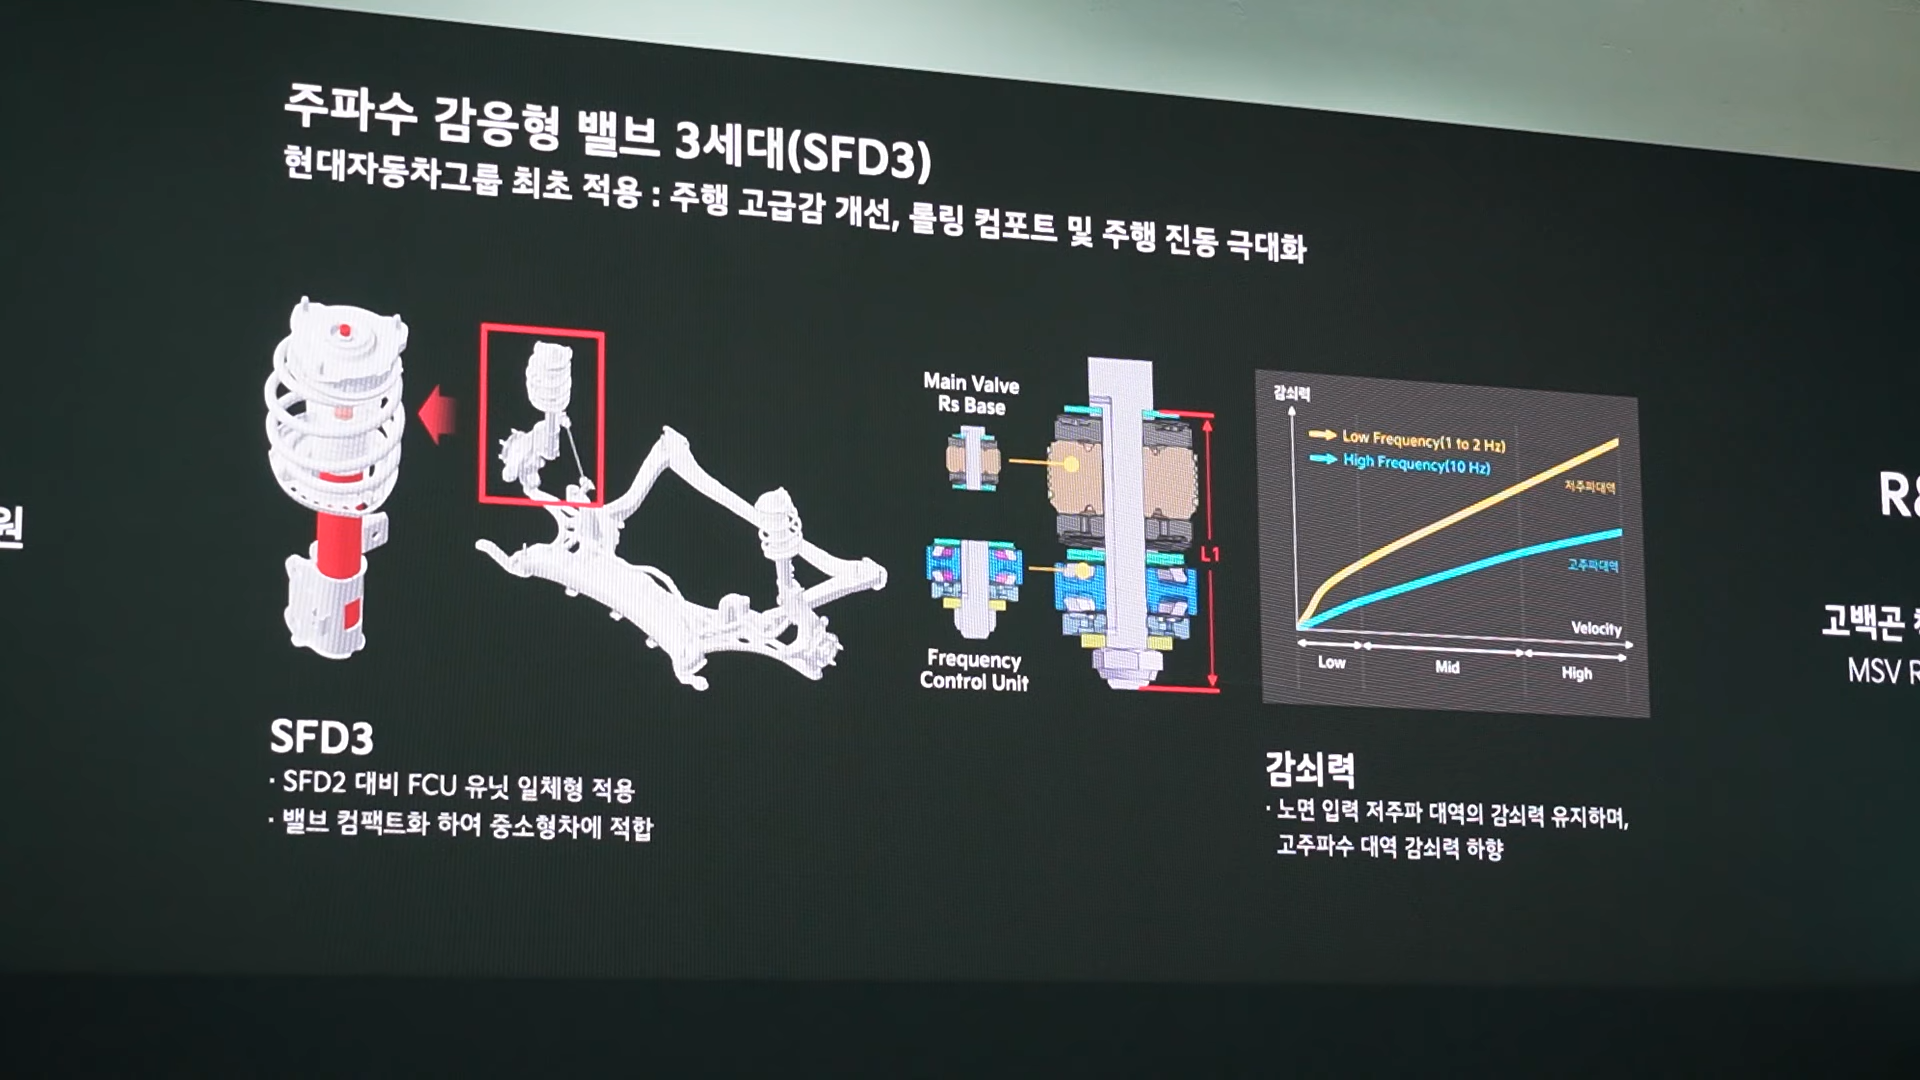 주파수 감응형 밸브 3세대(SFD3)
현대자동차그룹 최초 적용 : 주행 고급감 개선, 롤링 컴포트 및 주행 진동 극대화
Main Valve
Rs Base
Frequency
Control Unit
L1
감쇠력
Low Frequency(1 to 2 Hz)
High Frequency(10 Hz)
저주파대역
고주파대역
Velocity
Low
Mid
High
SFD3
· SFD2 대비 FCU 유닛 일체형 적용
· 밸브 컴팩트화 하여 중소형차에 적합
감쇠력
· 노면 입력 저주파 대역의 감쇠력 유지하며,
고주파수 대역 감쇠력 하향
원
고백곤
MSV